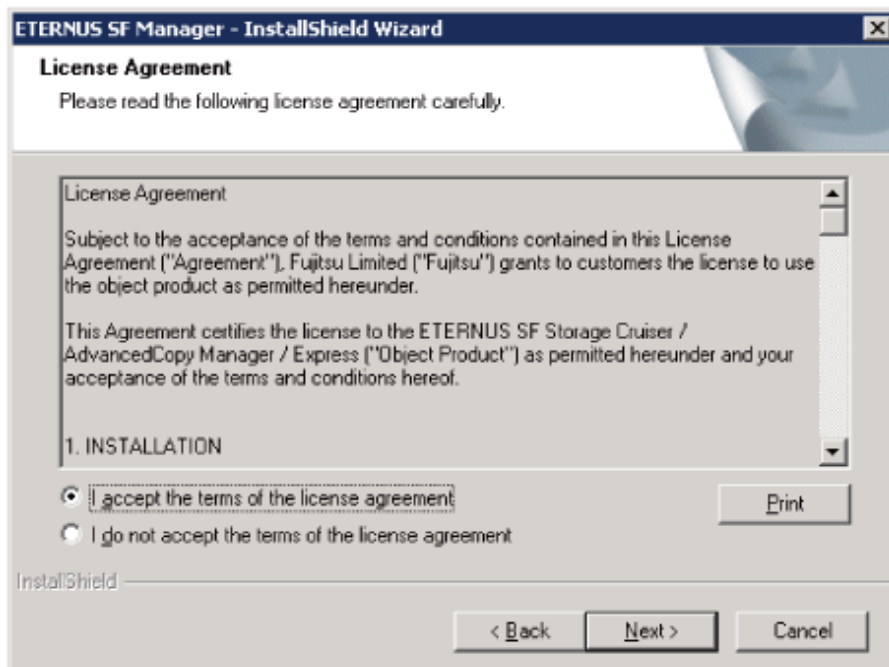 ETERNUS SF Manager - InstallShield Wizard
License Agreement
Please read the following license agreement carefully.
License Agreement
Subject to the acceptance of the terms and conditions contained in this License
Agreement ("Agreement"), Fujitsu Limited ("Fujitsu") grants to customers the license to use
the object product as permitted hereunder.
This Agreement certifies the license to the ETERNUS SF Storage Cruiser /
AdvancedCopy Manager / Express ("Object Product") as permitted hereunder and your
acceptance of the terms and conditions hereof.
1. INSTALLATION
I accept the terms of the license agreement
Print
I do not accept the terms of the license agreement
InstallShield
< Back
Next >
Cancel